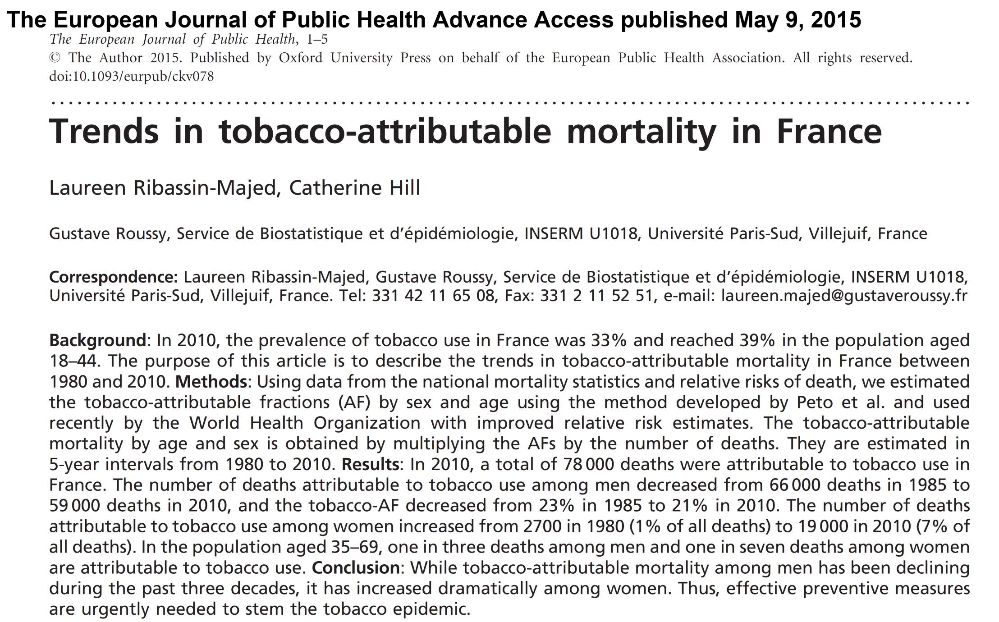 The European Journal of Public Health Advance Access published May 9, 2015
The European Journal of Public Health, 1–5
© The Author 2015. Published by Oxford University Press on behalf of the European Public Health Association. All rights reserved.
doi:10.1093/eurpub/ckv078
Trends in tobacco-attributable mortality in France
Laureen Ribassin-Majed, Catherine Hill
Gustave Roussy, Service de Biostatistique et d'épidémiologie, INSERM U1018, Université Paris-Sud, Villejuif, France
Correspondence: Laureen Ribassin-Majed, Gustave Roussy, Service de Biostatistique et d'épidémiologie, INSERM U1018,
Université Paris-Sud, Villejuif, France. Tel: 331 42 11 65 08, Fax: 331 2 11 52 51, e-mail: laureen.majed@gustaveroussy.fr
Background: In 2010, the prevalence of tobacco use in France was 33% and reached 39% in the population aged
18–44. The purpose of this article is to describe the trends in tobacco-attributable mortality in France between
1980 and 2010. Methods: Using data from the national mortality statistics and relative risks of death, we estimated
the tobacco-attributable fractions (AF) by sex and age using the method developed by Peto et al. and used
recently by the World Health Organization with improved relative risk estimates. The tobacco-attributable
mortality by age and sex is obtained by multiplying the AFs by the number of deaths. They are estimated in
5-year intervals from 1980 to 2010. Results: In 2010, a total of 78 000 deaths were attributable to tobacco use in
France. The number of deaths attributable to tobacco use among men decreased from 66 000 deaths in 1985 to
59 000 deaths in 2010, and the tobacco-AF decreased from 23% in 1985 to 21% in 2010. The number of deaths
attributable to tobacco use among women increased from 2700 in 1980 (1% of all deaths) to 19 000 in 2010 (7% of
all deaths). In the population aged 35–69, one in three deaths among men and one in seven deaths among women
are attributable to tobacco use. Conclusion: While tobacco-attributable mortality among men has been declining
during the past three decades, it has increased dramatically among women. Thus, effective preventive measures
are urgently needed to stem the tobacco epidemic.